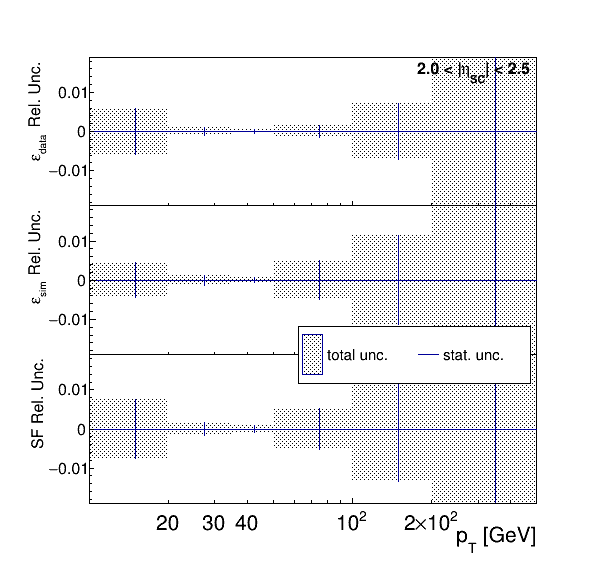 2.0 < |η_SC| < 2.5
ε_data Rel. Unc.
0.01
0
−0.01
ε_sim Rel. Unc.
0.01
0
−0.01
total unc.
stat. unc.
SF Rel. Unc.
0.01
0
−0.01
20 30 40 10² 2×10²
p_T [GeV]